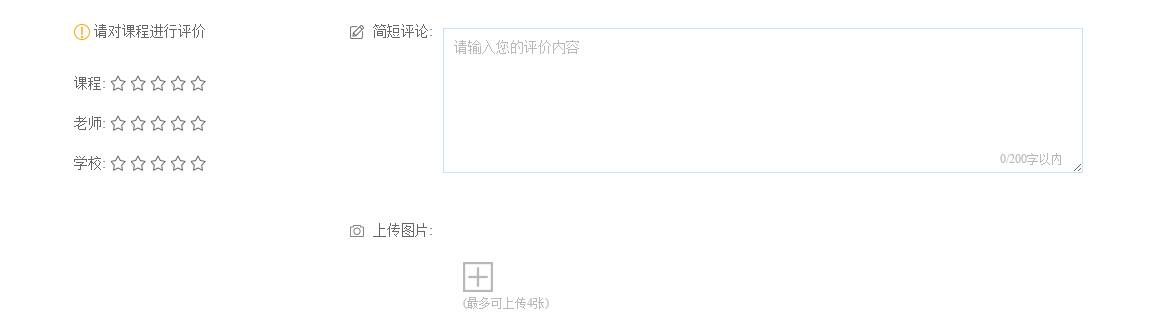 请对课程进行评价
课程:
老师:
学校:
简短评论:
请输入您的评价内容
0/200字以内
上传图片:
(最多可上传4张)